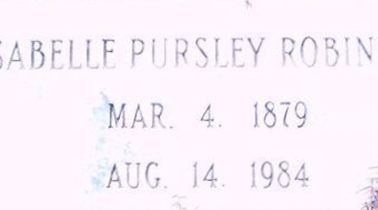 SABELLE PURSLEY ROBIN
MAR. 4. 1879
AUG. 14. 1984